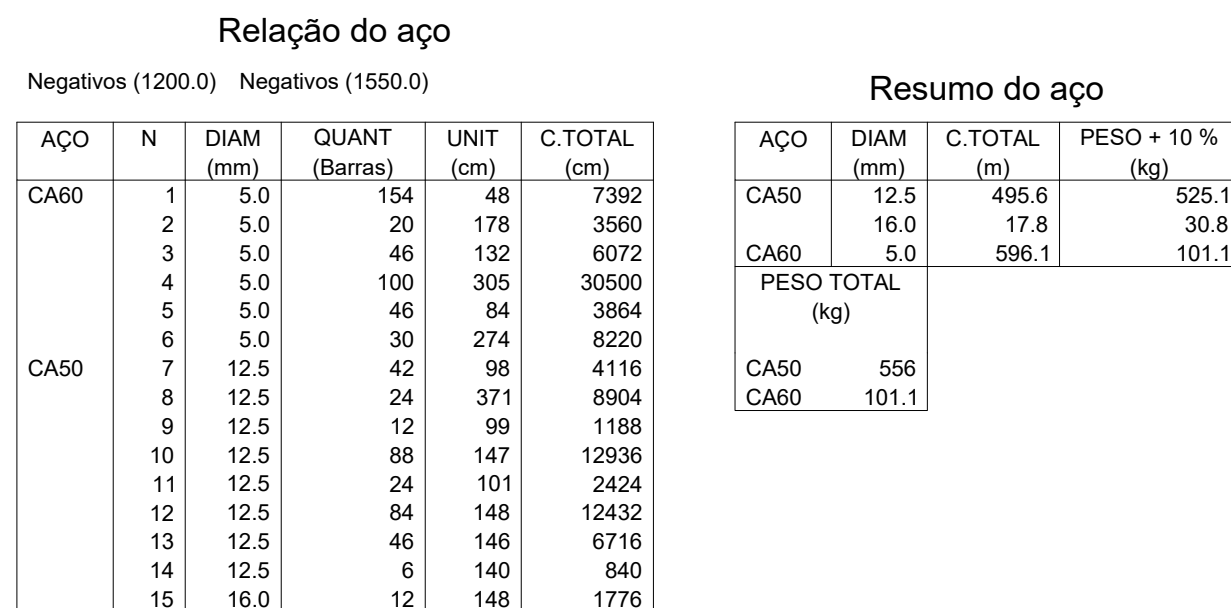 Relação do aço
Negativos (1200.0) Negativos (1550.0)
AÇO N DIAM QUANT UNIT C.TOTAL
(mm) (Barras) (cm) (cm)
CA60 1 5.0 154 48 7392
2 5.0 20 178 3560
3 5.0 46 132 6072
4 5.0 100 305 30500
5 5.0 46 84 3864
6 5.0 30 274 8220
CA50 7 12.5 42 98 4116
8 12.5 24 371 8904
9 12.5 12 99 1188
10 12.5 88 147 12936
11 12.5 24 101 2424
12 12.5 84 148 12432
13 12.5 46 146 6716
14 12.5 6 140 840
15 16.0 12 148 1776
Resumo do aço
AÇO DIAM C.TOTAL PESO + 10 %
(mm) (m) (kg)
CA50 12.5 495.6 525.1
16.0 17.8 30.8
CA60 5.0 596.1 101.1
PESO TOTAL
(kg)
CA50 556
CA60 101.1